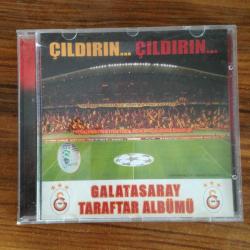 ÇILDIRIN... ÇILDIRIN...
GALATASARAY
TARAFTAR ALBÜMÜ